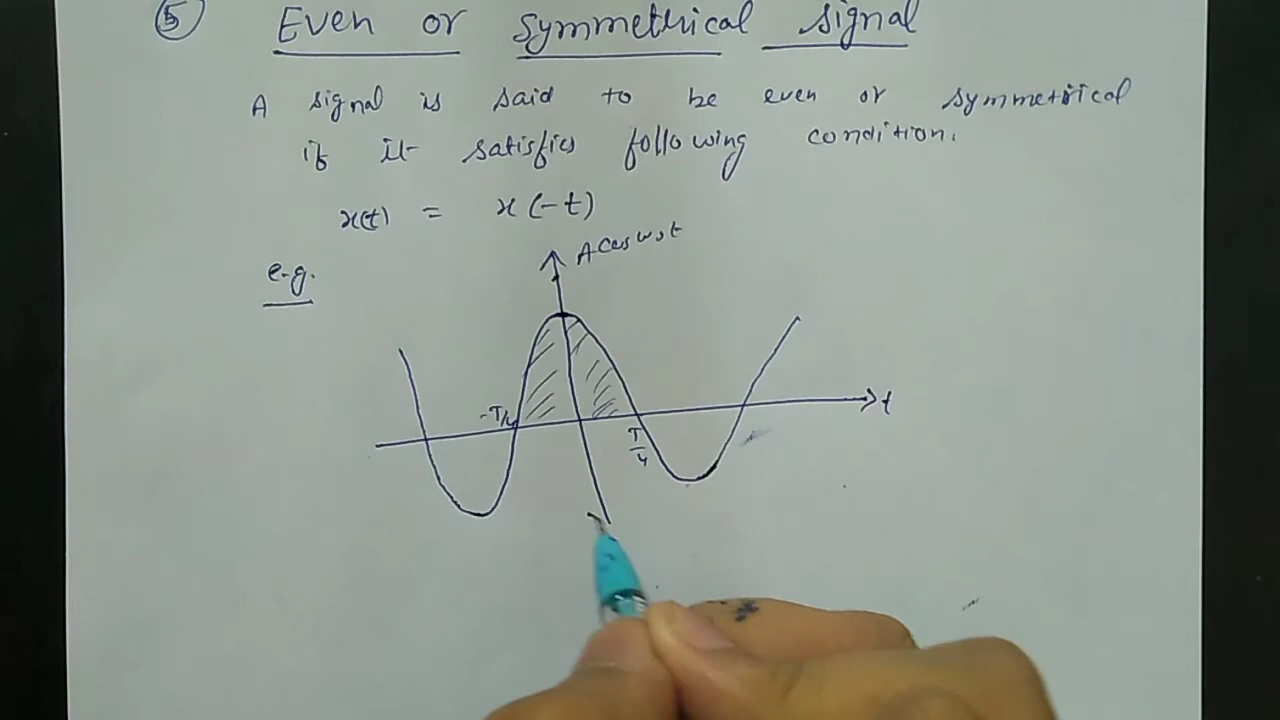 ⑤ Even or symmetrical signal
A signal is said to be even or symmetrical
if it satisfies following condition.
x(t) = x(-t)
A cos ω₀t
e.g.
-T/4
t
T/4